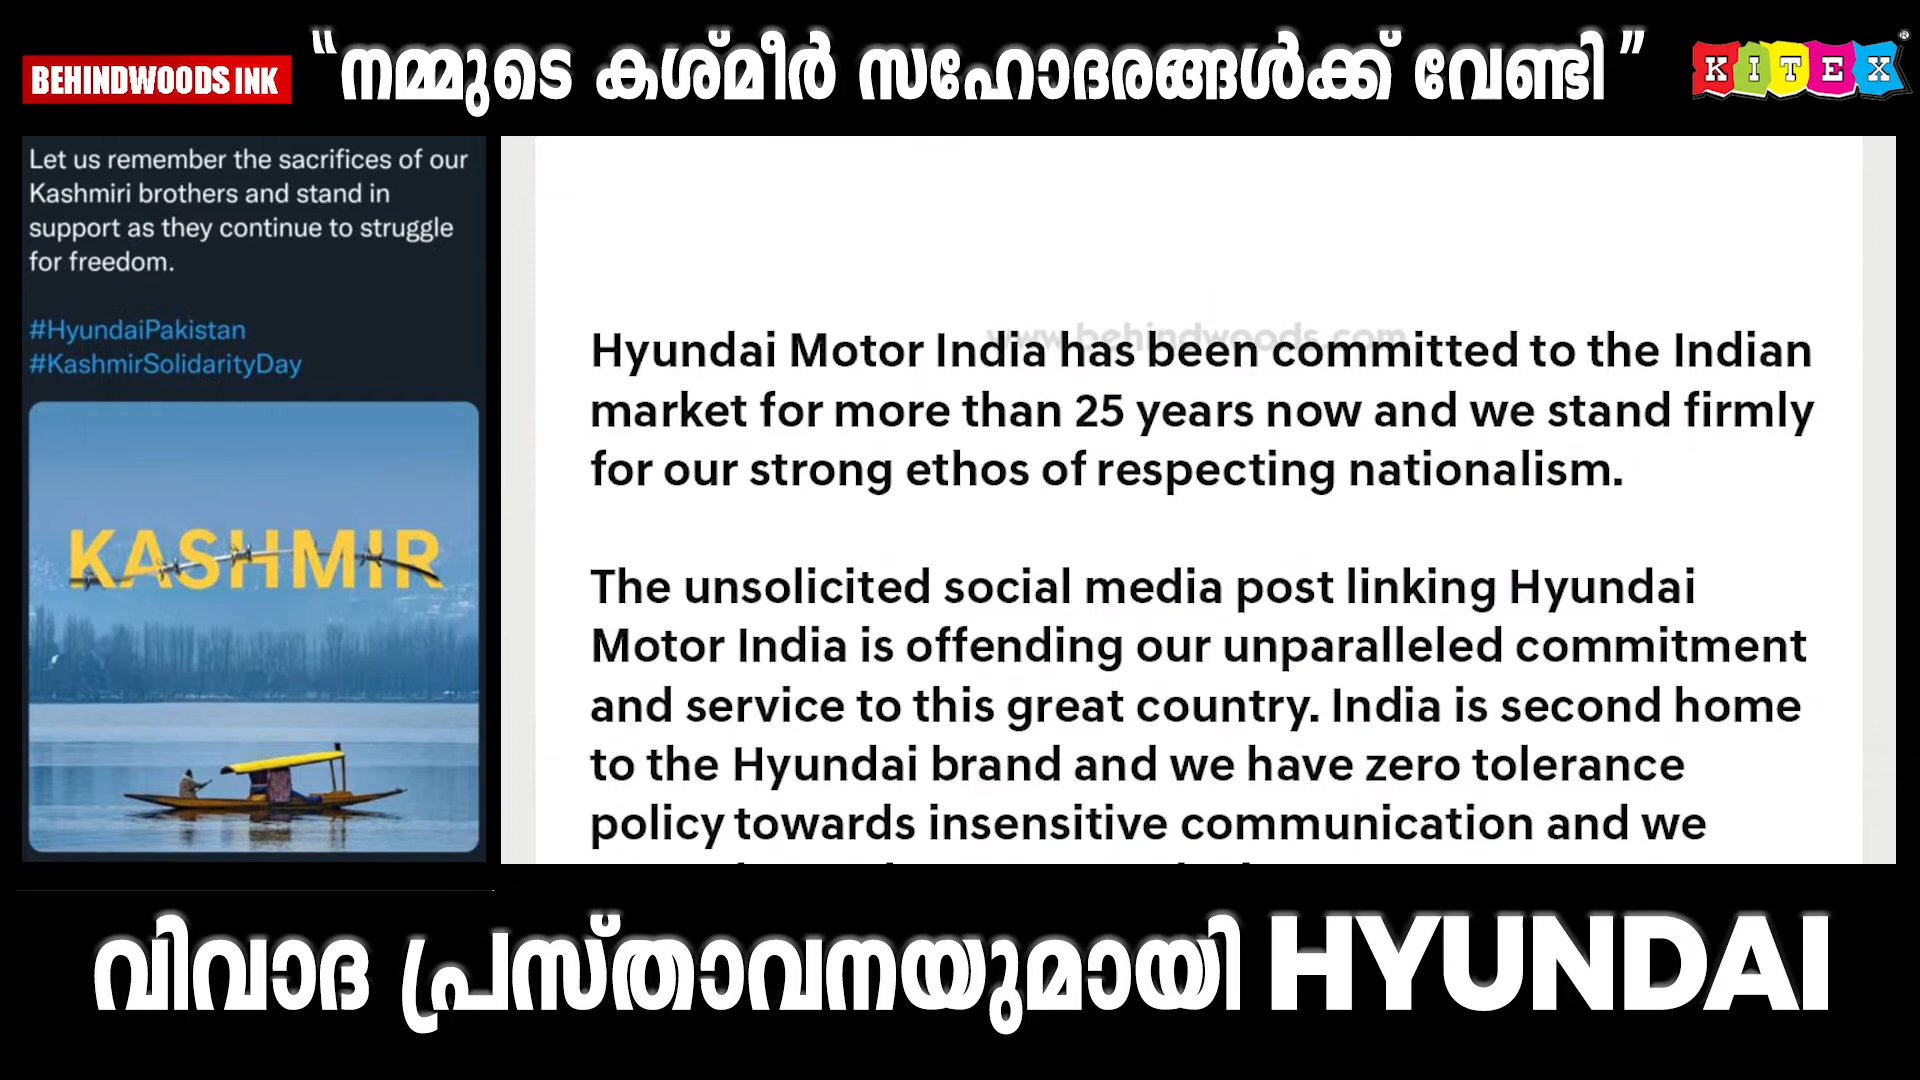 BEHINDWOODS INK
“നമ്മുടെ കശ്മീർ സഹോദരങ്ങൾക്ക് വേണ്ടി”
KITEX®
Let us remember the sacrifices of our
Kashmiri brothers and stand in
support as they continue to struggle
for freedom.
#HyundaiPakistan
#KashmirSolidarityDay
KASHMIR
www.behindwoods.com
Hyundai Motor India has been committed to the Indian
market for more than 25 years now and we stand firmly
for our strong ethos of respecting nationalism.
The unsolicited social media post linking Hyundai
Motor India is offending our unparalleled commitment
and service to this great country. India is second home
to the Hyundai brand and we have zero tolerance
policy towards insensitive communication and we
വിവാദ പ്രസ്താവനയുമായി HYUNDAI